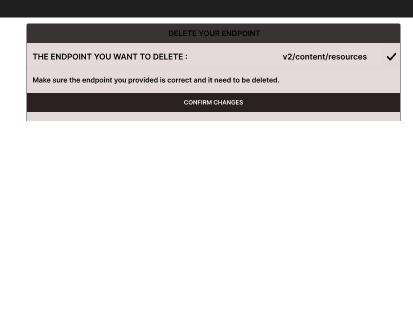 DELETE YOUR ENDPOINT
THE ENDPOINT YOU WANT TO DELETE : v2/content/resources
Make sure the endpoint you provided is correct and it need to be deleted.
CONFIRM CHANGES